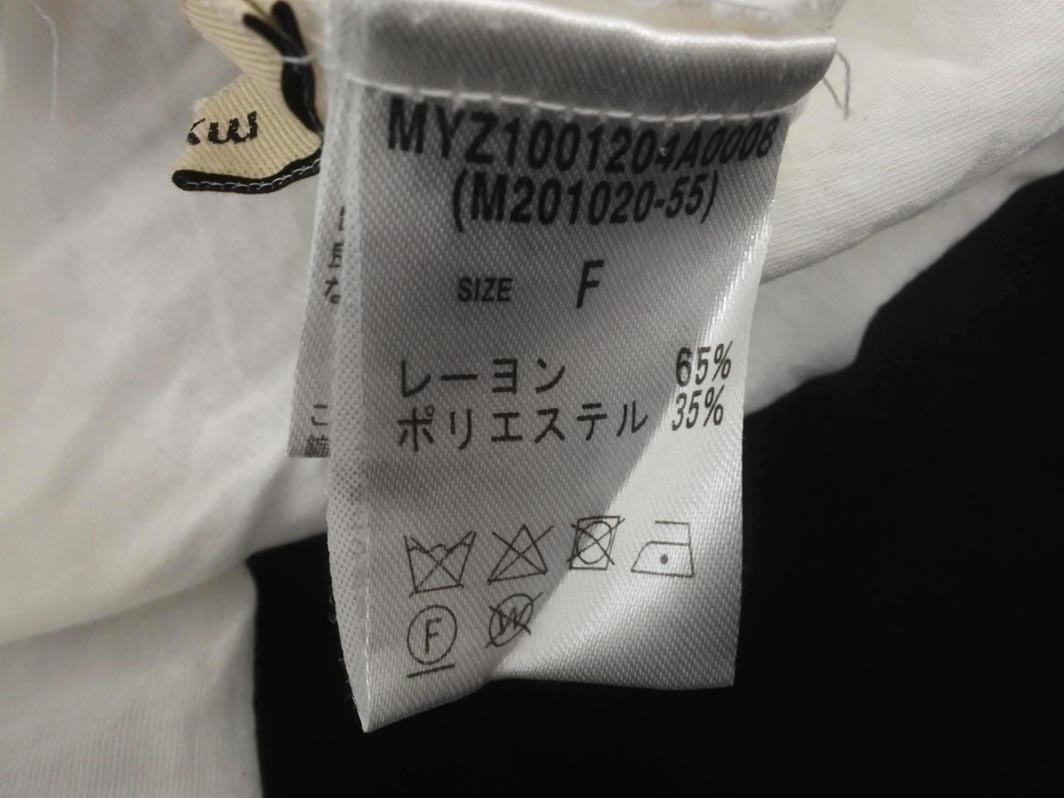 MYZ1001204A0008
(M201020-55)
SIZE F
レーヨン 65%
ポリエステル 35%
F
W